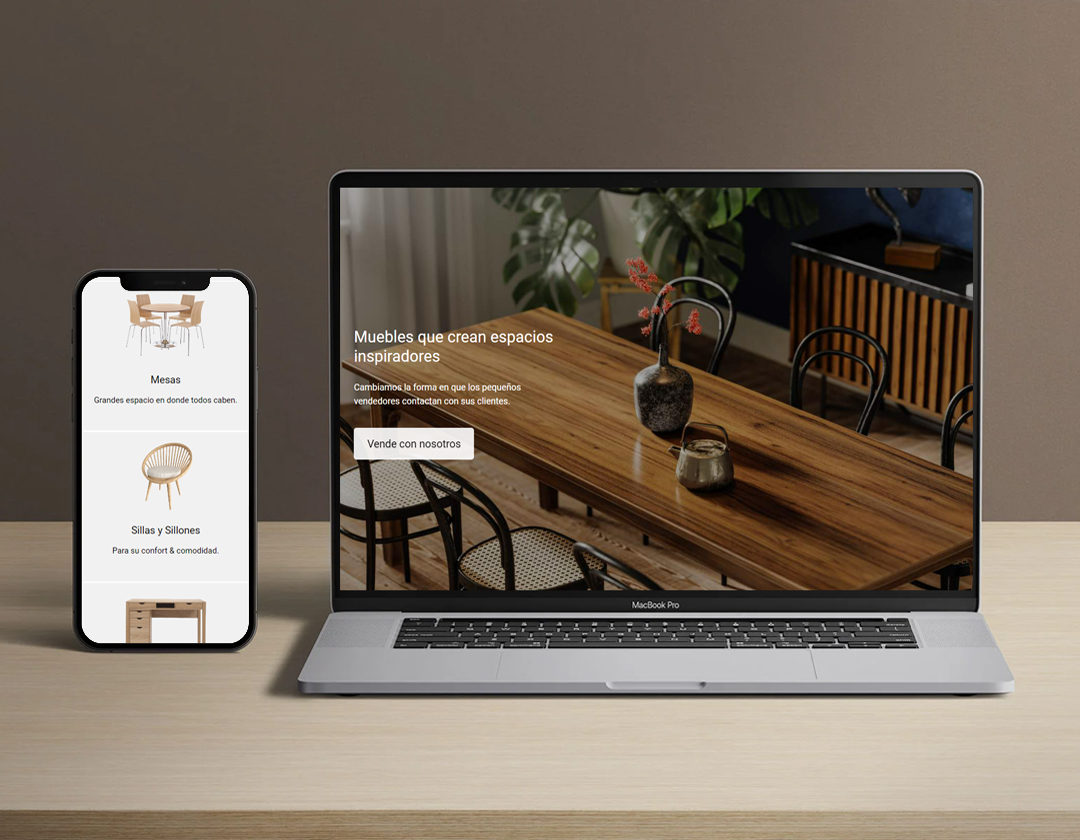 Mesas
Grandes espacio en donde todos caben.
Sillas y Sillones
Para su confort & comodidad.
Muebles que crean espacios
inspiradores
Cambiamos la forma en que los pequeños
vendedores contactan con sus clientes.
Vende con nosotros
MacBook Pro